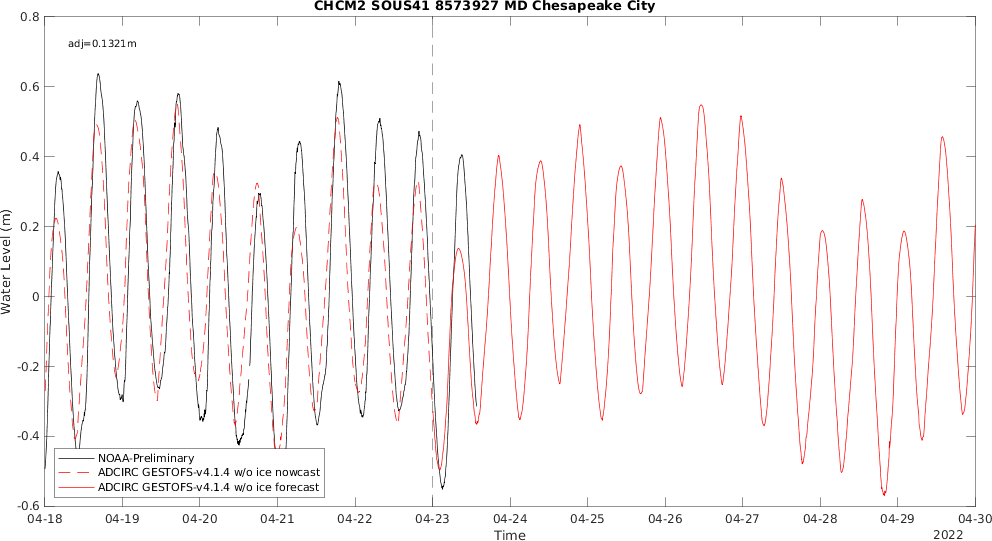 CHCM2 SOUS41 8573927 MD Chesapeake City
adj=0.1321m
Water Level (m)
0.8
0.6
0.4
0.2
0
-0.2
-0.4
-0.6
NOAA-Preliminary
ADCIRC GESTOFS-v4.1.4 w/o ice nowcast
ADCIRC GESTOFS-v4.1.4 w/o ice forecast
04-18 04-19 04-20 04-21 04-22 04-23 04-24 04-25 04-26 04-27 04-28 04-29 04-30
Time
2022